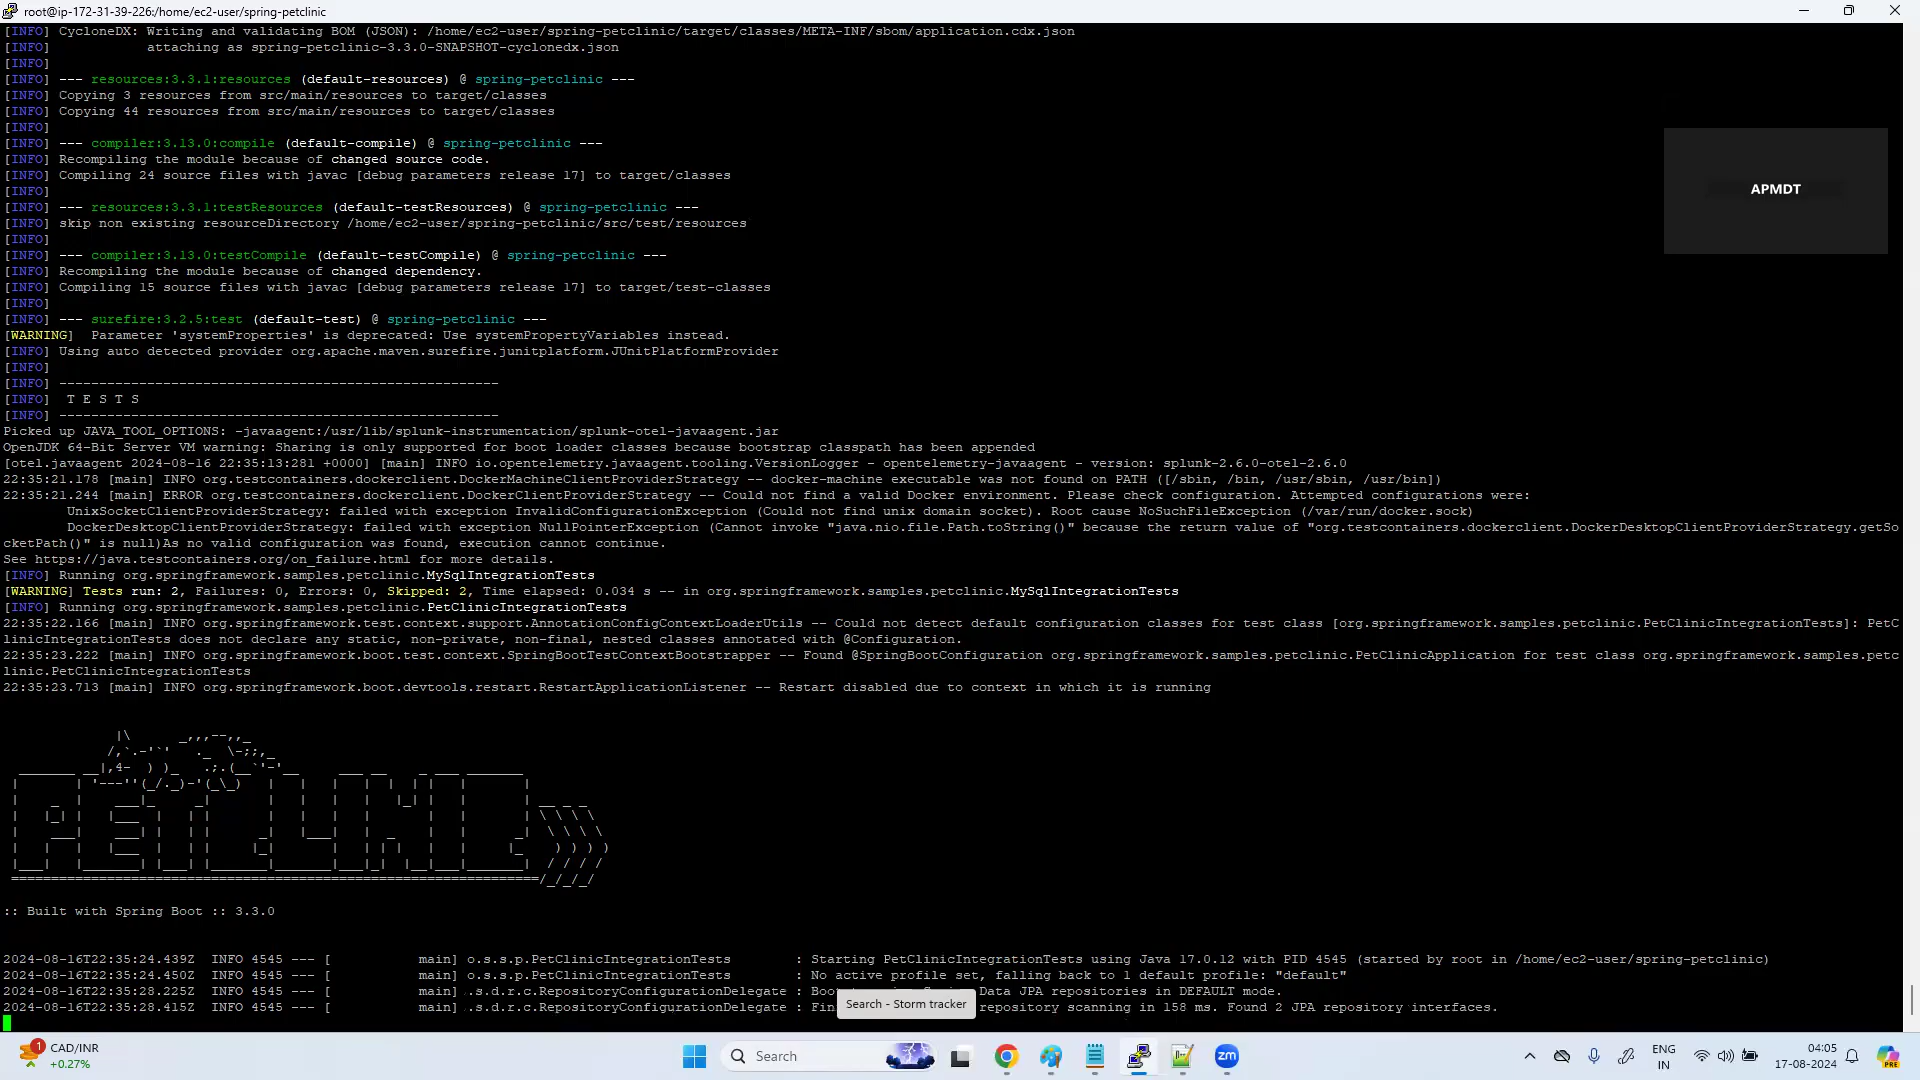 root@ip-172-31-39-226:/home/ec2-user/spring-petclinic
[INFO] CycloneDX: Writing and validating BOM (JSON): /home/ec2-user/spring-petclinic/target/classes/META-INF/sbom/application.cdx.json
[INFO]            attaching as spring-petclinic-3.3.0-SNAPSHOT-cyclonedx.json
[INFO]
[INFO] --- resources:3.3.1:resources (default-resources) @ spring-petclinic ---
[INFO] Copying 3 resources from src/main/resources to target/classes
[INFO] Copying 44 resources from src/main/resources to target/classes
[INFO]
[INFO] --- compiler:3.13.0:compile (default-compile) @ spring-petclinic ---
[INFO] Recompiling the module because of changed source code.
[INFO] Compiling 24 source files with javac [debug parameters release 17] to target/classes
[INFO]
[INFO] --- resources:3.3.1:testResources (default-testResources) @ spring-petclinic ---
[INFO] skip non existing resourceDirectory /home/ec2-user/spring-petclinic/src/test/resources
[INFO]
[INFO] --- compiler:3.13.0:testCompile (default-testCompile) @ spring-petclinic ---
[INFO] Recompiling the module because of changed dependency.
[INFO] Compiling 15 source files with javac [debug parameters release 17] to target/test-classes
[INFO]
[INFO] --- surefire:3.2.5:test (default-test) @ spring-petclinic ---
[WARNING]  Parameter 'systemProperties' is deprecated: Use systemPropertyVariables instead.
[INFO] Using auto detected provider org.apache.maven.surefire.junitplatform.JUnitPlatformProvider
[INFO]
[INFO] -------------------------------------------------------
[INFO]  T E S T S
[INFO] -------------------------------------------------------
Picked up JAVA_TOOL_OPTIONS: -javaagent:/usr/lib/splunk-instrumentation/splunk-otel-javaagent.jar
OpenJDK 64-Bit Server VM warning: Sharing is only supported for boot loader classes because bootstrap classpath has been appended
[otel.javaagent 2024-08-16 22:35:13:281 +0000] [main] INFO io.opentelemetry.javaagent.tooling.VersionLogger - opentelemetry-javaagent - version: splunk-2.6.0-otel-2.6.0
22:35:21.178 [main] INFO org.testcontainers.dockerclient.DockerMachineClientProviderStrategy -- docker-machine executable was not found on PATH ([/sbin, /bin, /usr/sbin, /usr/bin])
22:35:21.244 [main] ERROR org.testcontainers.dockerclient.DockerClientProviderStrategy -- Could not find a valid Docker environment. Please check configuration. Attempted configurations were:
UnixSocketClientProviderStrategy: failed with exception InvalidConfigurationException (Could not find unix domain socket). Root cause NoSuchFileException (/var/run/docker.sock)
DockerDesktopClientProviderStrategy: failed with exception NullPointerException (Cannot invoke "java.nio.file.Path.toString()" because the return value of "org.testcontainers.dockerclient.DockerDesktopClientProviderStrategy.getSo
cketPath()" is null)As no valid configuration was found, execution cannot continue.
See https://java.testcontainers.org/on_failure.html for more details.
[INFO] Running org.springframework.samples.petclinic.MySqlIntegrationTests
[WARNING] Tests run: 2, Failures: 0, Errors: 0, Skipped: 2, Time elapsed: 0.034 s -- in org.springframework.samples.petclinic.MySqlIntegrationTests
[INFO] Running org.springframework.samples.petclinic.PetClinicIntegrationTests
22:35:22.166 [main] INFO org.springframework.test.context.support.AnnotationConfigContextLoaderUtils -- Could not detect default configuration classes for test class [org.springframework.samples.petclinic.PetClinicIntegrationTests]: PetC
linicIntegrationTests does not declare any static, non-private, non-final, nested classes annotated with @Configuration.
22:35:23.222 [main] INFO org.springframework.boot.test.context.SpringBootTestContextBootstrapper -- Found @SpringBootConfiguration org.springframework.samples.petclinic.PetClinicApplication for test class org.springframework.samples.petc
linic.PetClinicIntegrationTests
22:35:23.713 [main] INFO org.springframework.boot.devtools.restart.RestartApplicationListener -- Restart disabled due to context in which it is running
PETCLINIC
:: Built with Spring Boot :: 3.3.0
2024-08-16T22:35:24.439Z  INFO 4545 --- [           main] o.s.s.p.PetClinicIntegrationTests        : Starting PetClinicIntegrationTests using Java 17.0.12 with PID 4545 (started by root in /home/ec2-user/spring-petclinic)
2024-08-16T22:35:24.450Z  INFO 4545 --- [           main] o.s.s.p.PetClinicIntegrationTests        : No active profile set, falling back to 1 default profile: "default"
2024-08-16T22:35:28.225Z  INFO 4545 --- [           main] .s.d.r.c.RepositoryConfigurationDelegate : Data JPA repositories in DEFAULT mode.
2024-08-16T22:35:28.415Z  INFO 4545 --- [           main] .s.d.r.c.RepositoryConfigurationDelegate : repository scanning in 158 ms. Found 2 JPA repository interfaces.
APMDT
Search - Storm tracker
1
CAD/INR
+0.27%
Search
zm
ENG
IN
04:05
17-08-2024
PRE